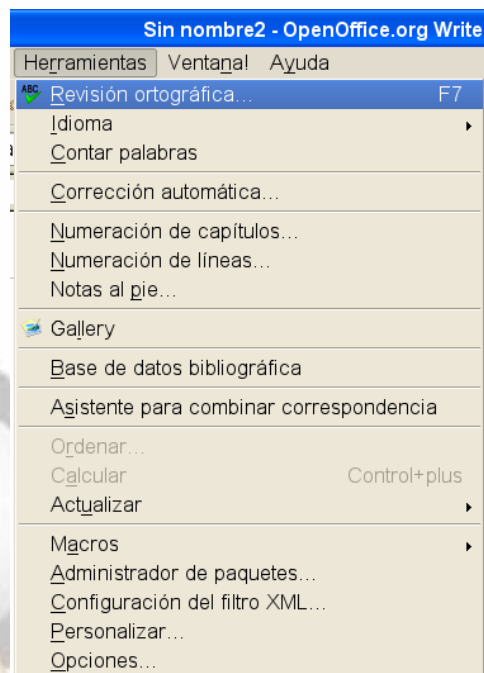 Sin nombre2 - OpenOffice.org Write
Herramientas Ventana! Ayuda
ABC Revisión ortográfica... F7
Idioma
Contar palabras
Corrección automática...
Numeración de capítulos...
Numeración de líneas...
Notas al pie...
Gallery
Base de datos bibliográfica
Asistente para combinar correspondencia
Ordenar...
Calcular Control+plus
Actualizar
Macros
Administrador de paquetes...
Configuración del filtro XML...
Personalizar...
Opciones...